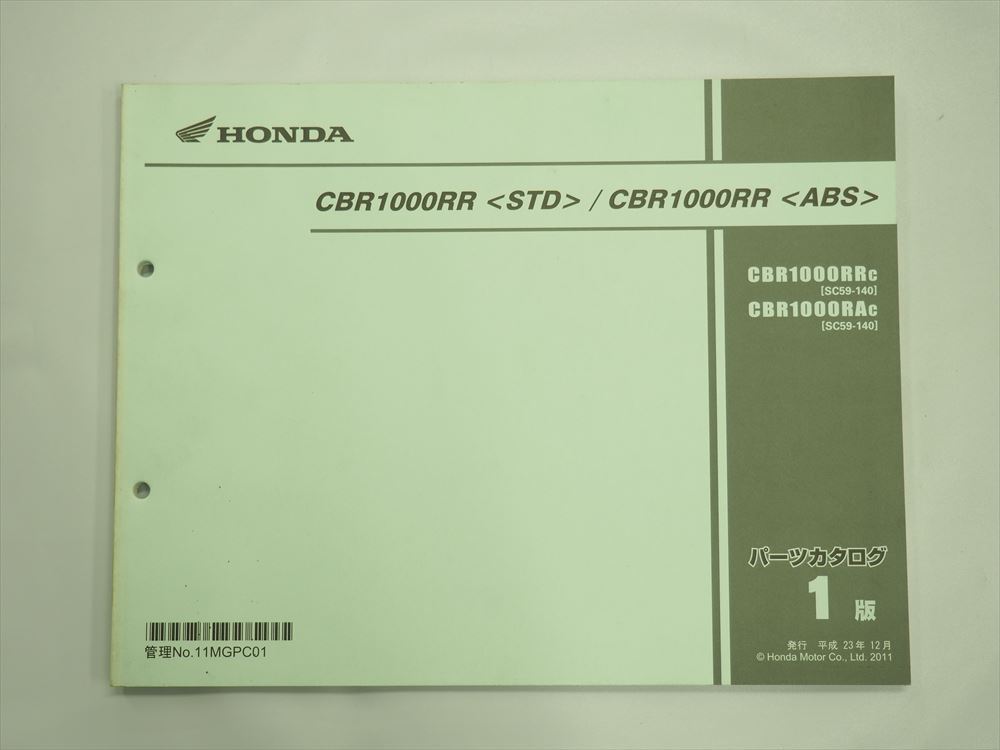 HONDA
CBR1000RR <STD> / CBR1000RR <ABS>
CBR1000RRC
[SC59-140]
CBR1000RAC
[SC59-140]
パーツカタログ
1 版
発行 平成 23年 12月
© Honda Motor Co., Ltd. 2011
管理No.11MGPC01